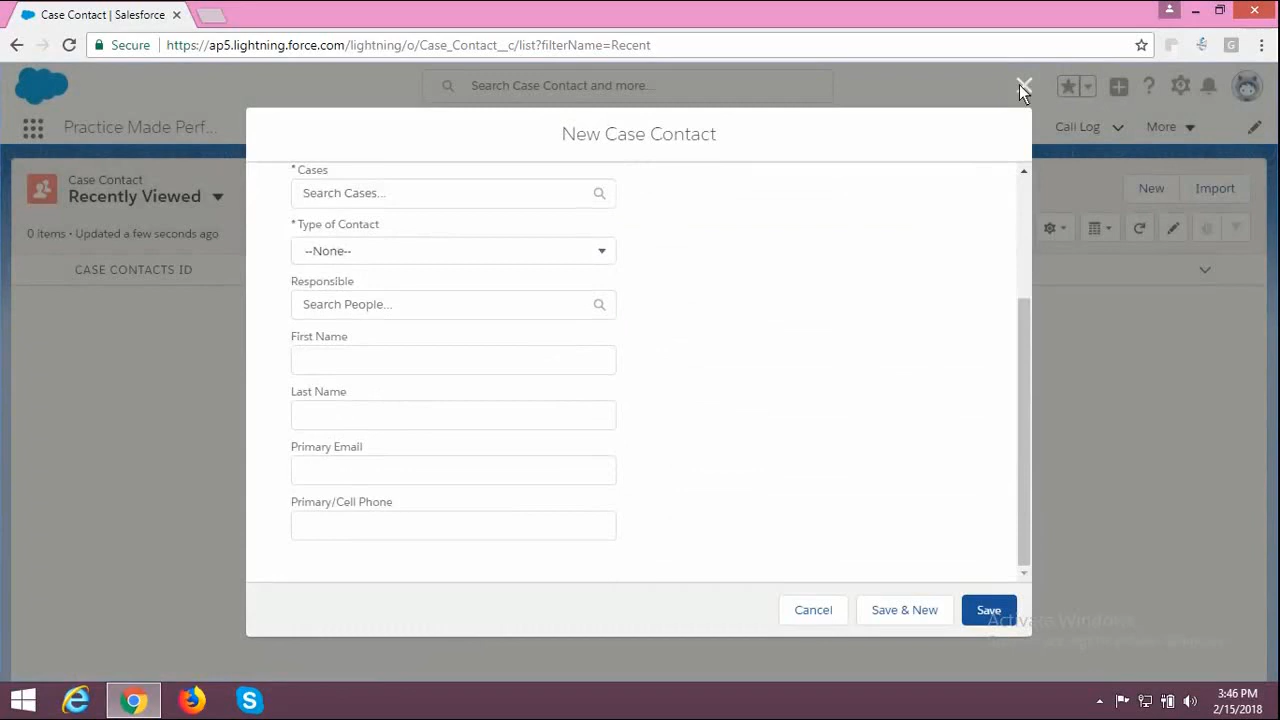 Case Contact | Salesforce
Secure
https://ap5.lightning.force.com/lightning/o/Case_Contact__c/list?filterName=Recent
Search Case Contact and more...
Practice Made Perf...
Call Log
More
New Case Contact
Case Contact
Recently Viewed
New
Import
0 items • Updated a few seconds ago
CASE CONTACTS ID
* Cases
Search Cases...
* Type of Contact
--None--
Responsible
Search People...
First Name
Last Name
Primary Email
Primary/Cell Phone
Cancel
Save & New
Save
Activate Windows
3:46 PM
2/15/2018